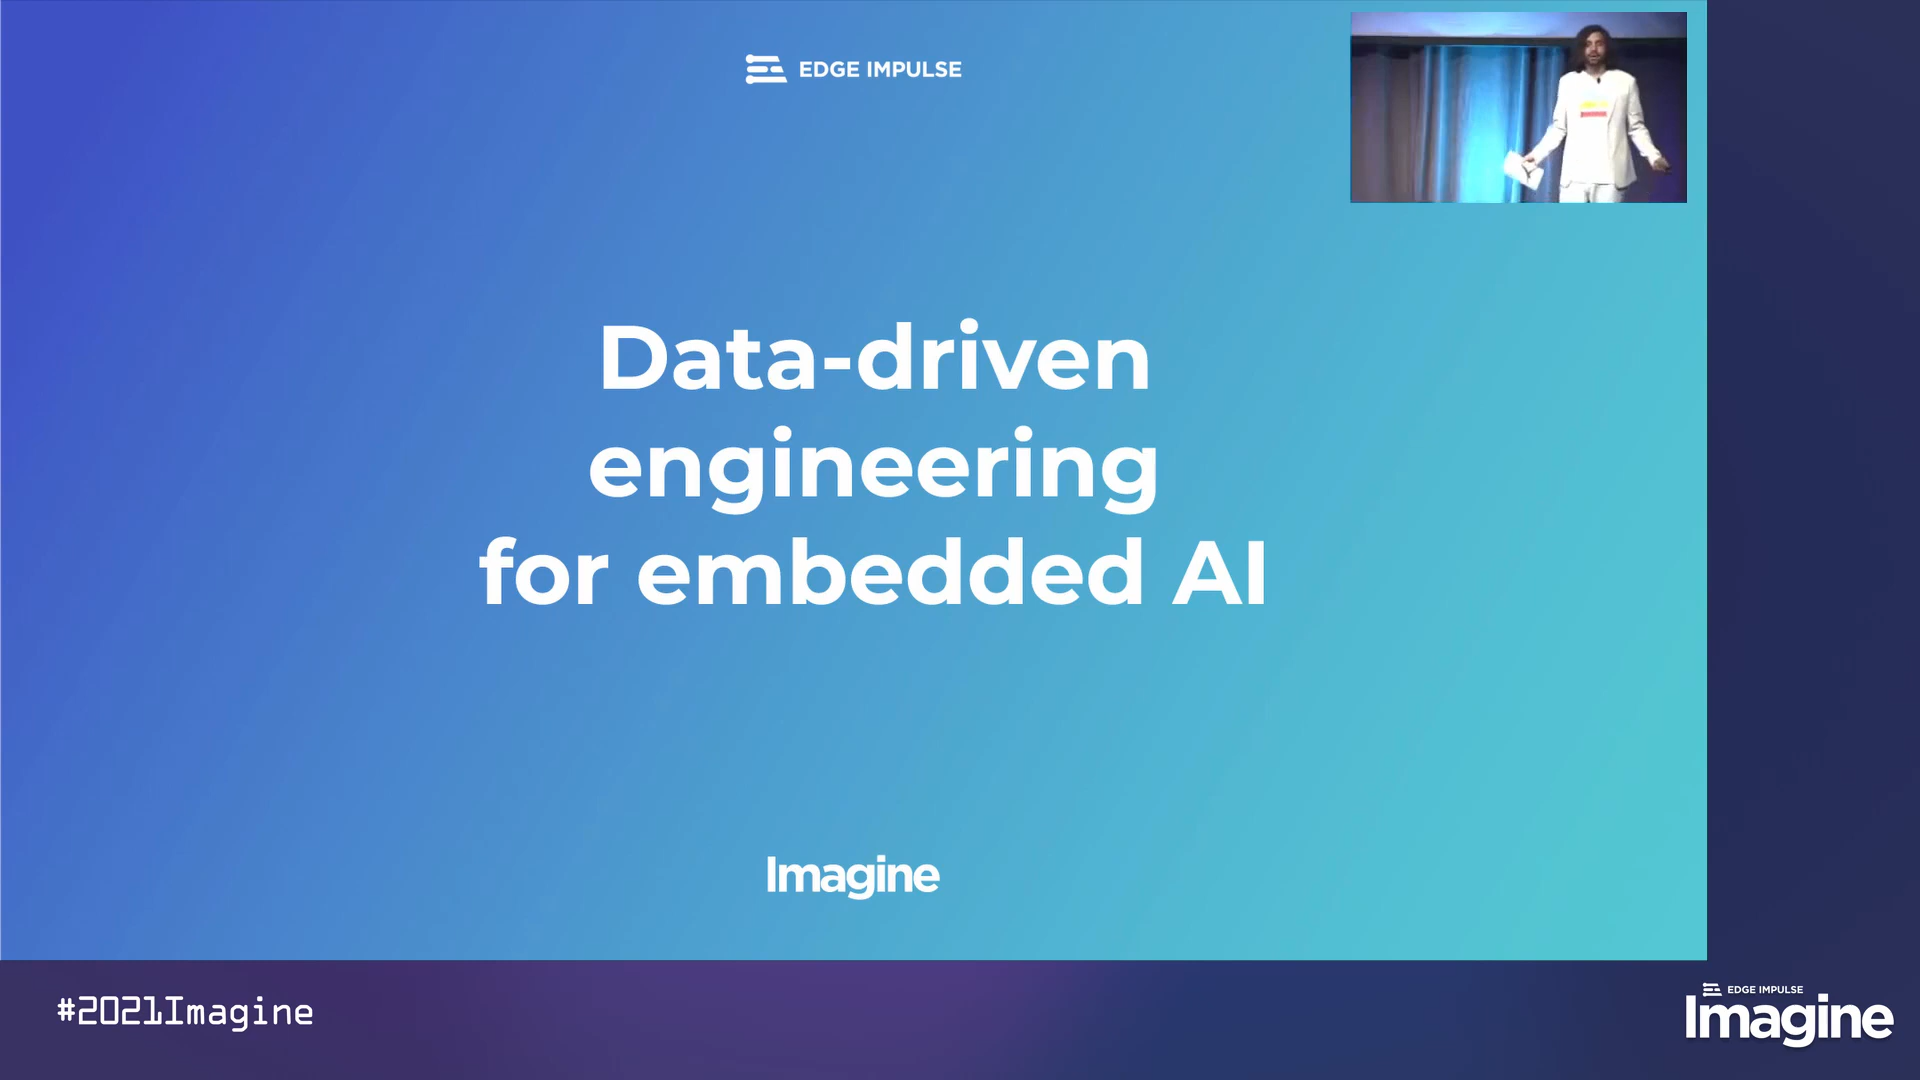 EDGE IMPULSE
Data-driven
engineering
for embedded AI
Imagine
#2021Imagine
EDGE IMPULSE
Imagine